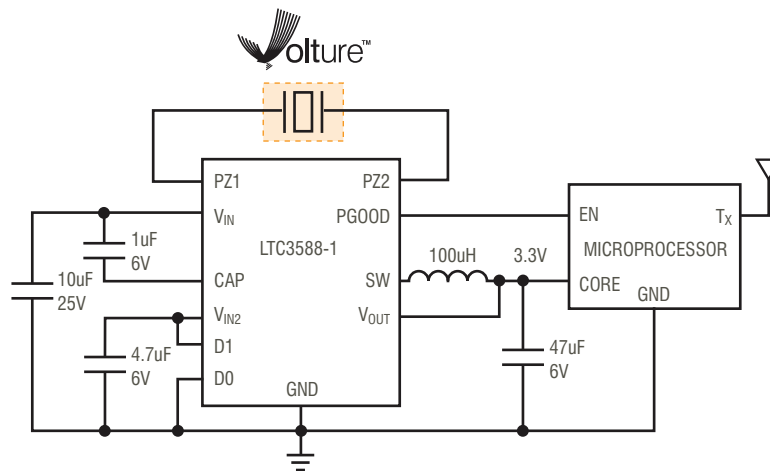 Volture™
PZ1
PZ2
VIN
PGOOD
LTC3588-1
1uF
6V
10uF
25V
CAP
SW
100uH
3.3V
VIN2
VOUT
4.7uF
6V
D1
D0
GND
47uF
6V
EN
TX
MICROPROCESSOR
CORE
GND